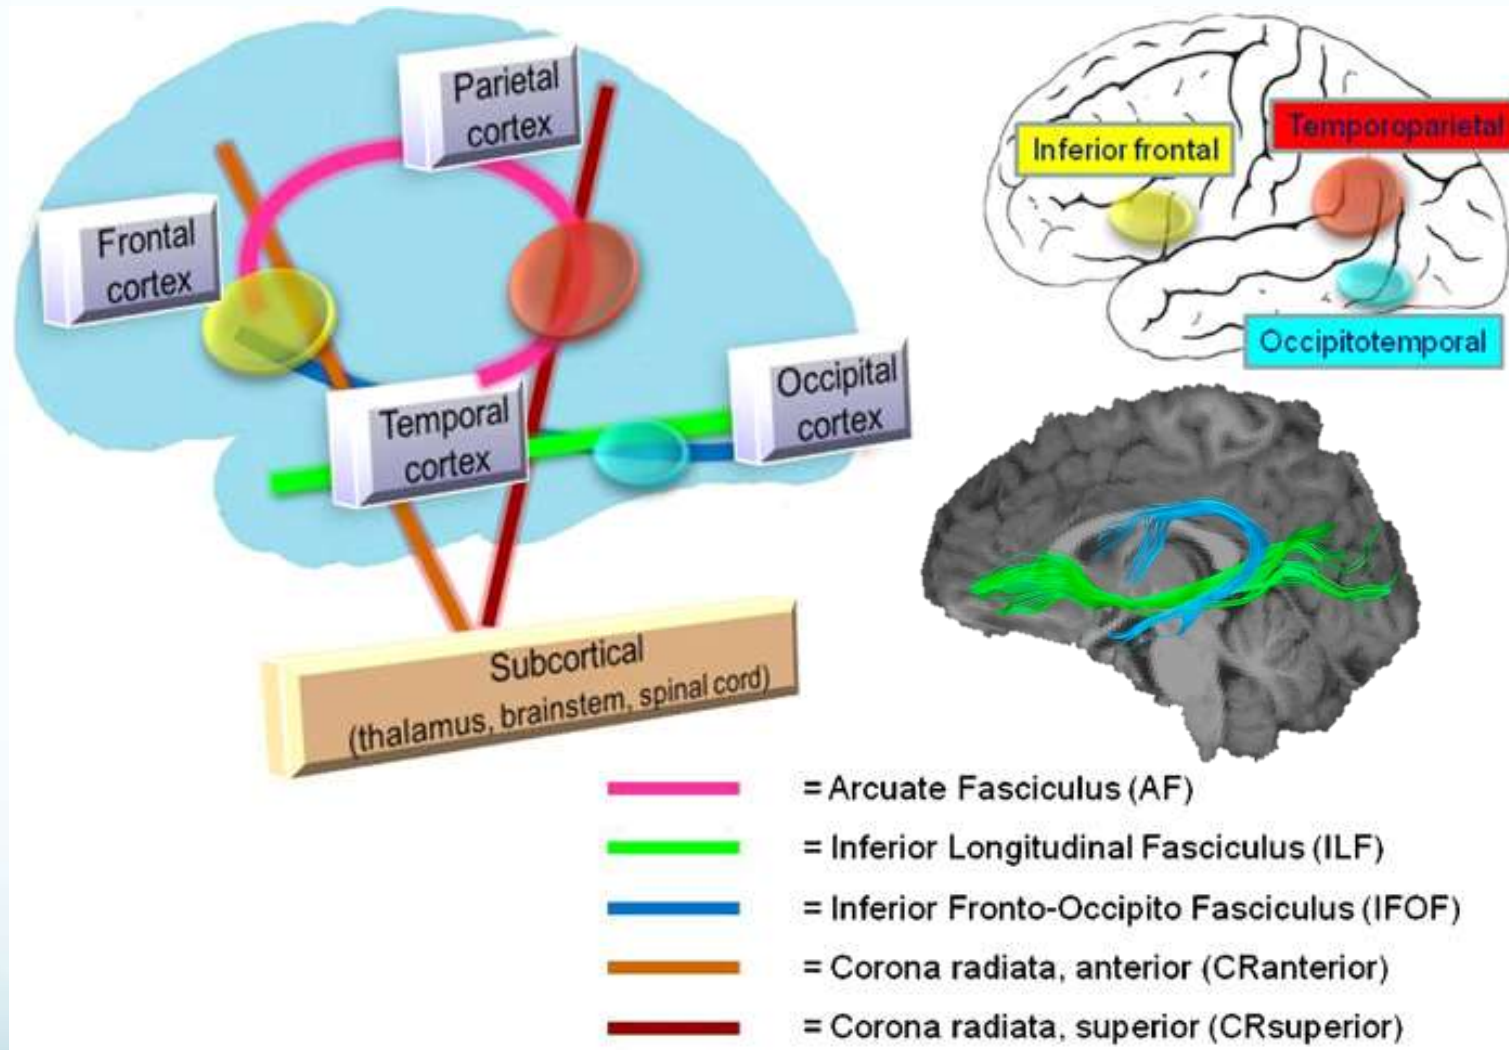 Parietal
cortex
Frontal
cortex
Temporal
cortex
Occipital
cortex
Subcortical
(thalamus, brainstem, spinal cord)
Inferior frontal
Temporoparietal
Occipitotemporal
= Arcuate Fasciculus (AF)
= Inferior Longitudinal Fasciculus (ILF)
= Inferior Fronto-Occipito Fasciculus (IFOF)
= Corona radiata, anterior (CRanterior)
= Corona radiata, superior (CRsuperior)